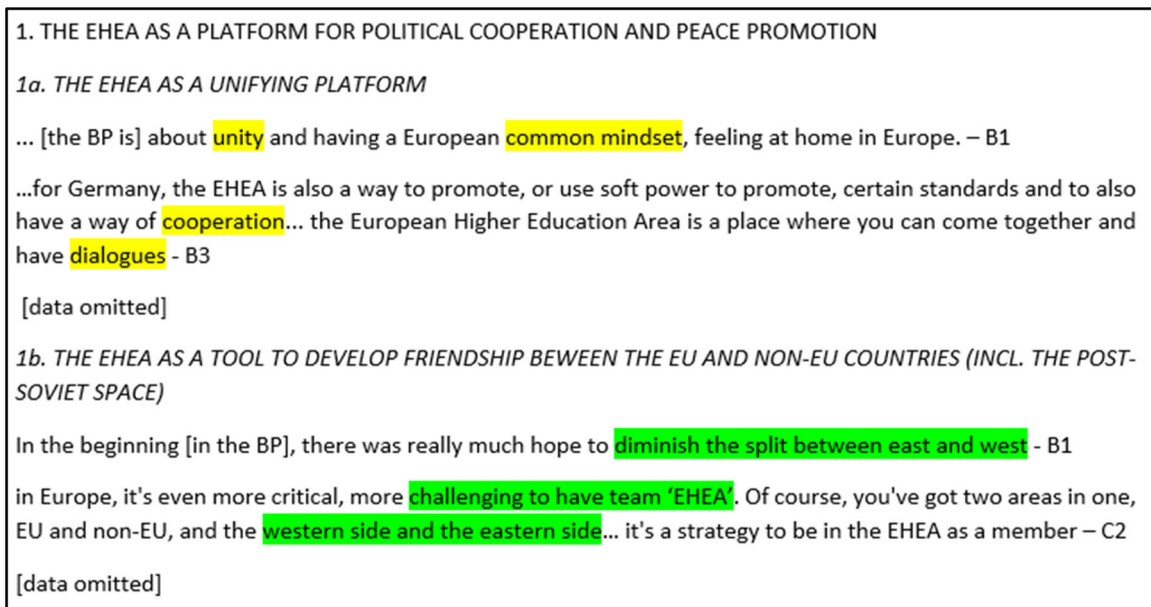 1. THE EHEA AS A PLATFORM FOR POLITICAL COOPERATION AND PEACE PROMOTION
1a. THE EHEA AS A UNIFYING PLATFORM
... [the BP is] about unity and having a European common mindset, feeling at home in Europe. – B1
...for Germany, the EHEA is also a way to promote, or use soft power to promote, certain standards and to also
have a way of cooperation... the European Higher Education Area is a place where you can come together and
have dialogues - B3
[data omitted]
1b. THE EHEA AS A TOOL TO DEVELOP FRIENDSHIP BEWEEN THE EU AND NON-EU COUNTRIES (INCL. THE POST-
SOVIET SPACE)
In the beginning [in the BP], there was really much hope to diminish the split between east and west - B1
in Europe, it's even more critical, more challenging to have team ‘EHEA’. Of course, you've got two areas in one,
EU and non-EU, and the western side and the eastern side... it's a strategy to be in the EHEA as a member – C2
[data omitted]